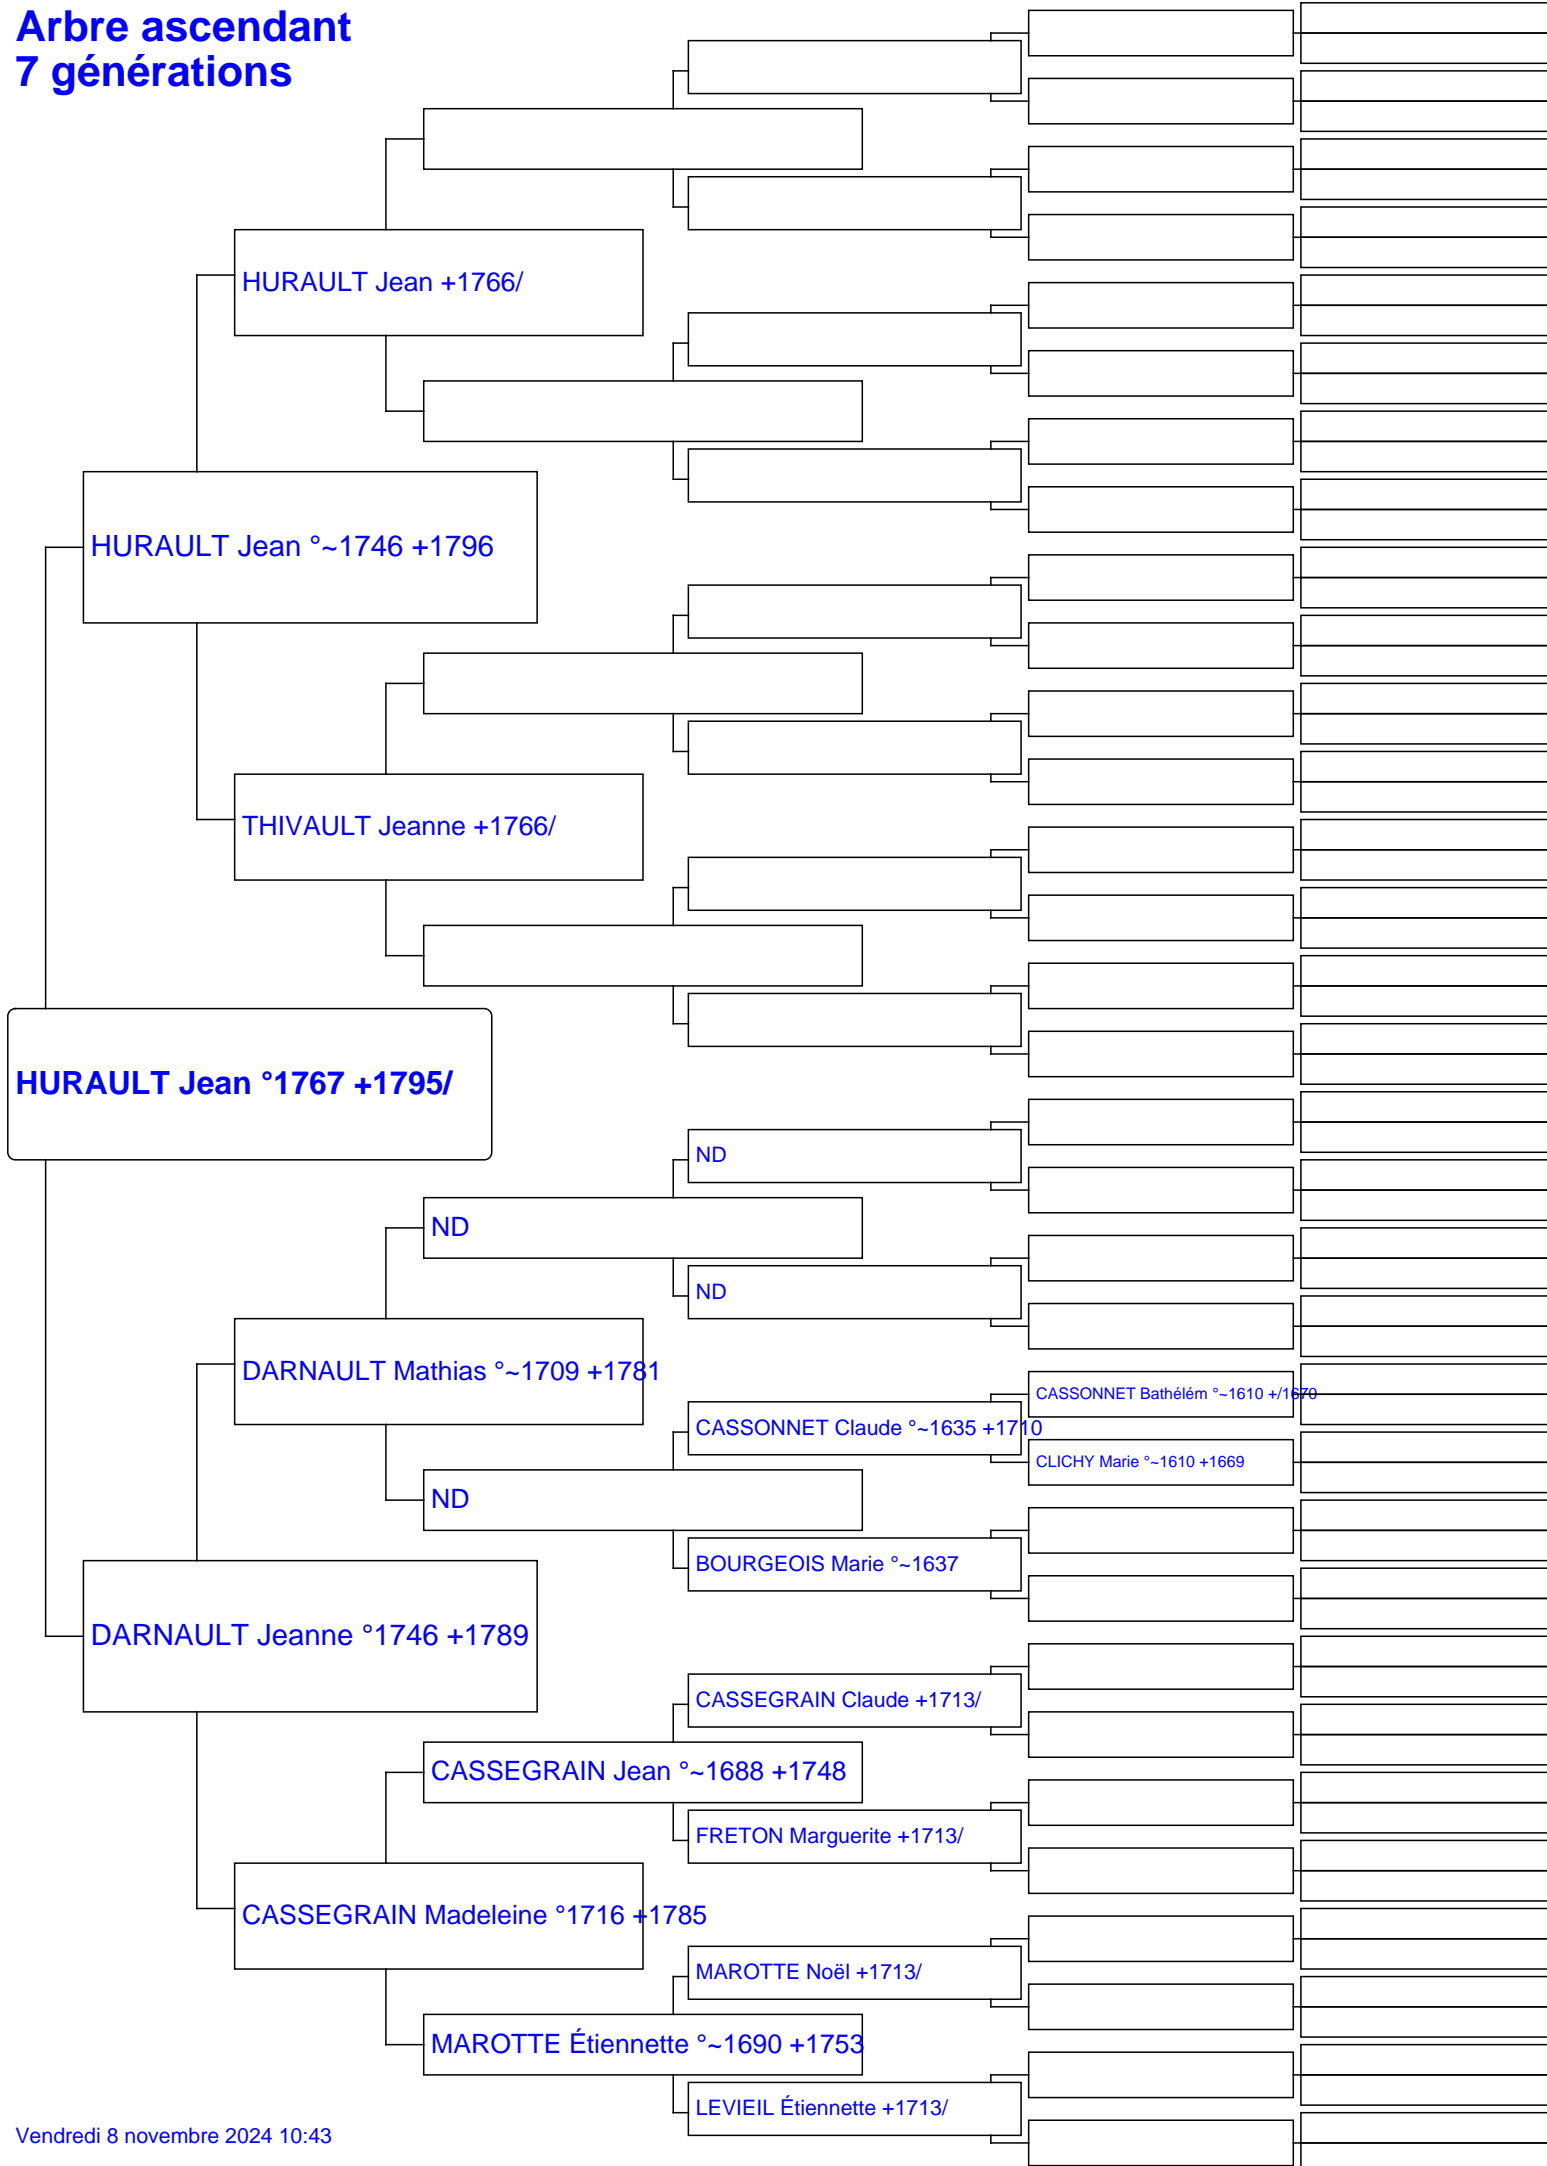 Arbre ascendant
7 générations
HURAULT Jean +1766/
HURAULT Jean °~1746 +1796
THIVAULT Jeanne +1766/
HURAULT Jean °1767 +1795/
ND
ND
ND
DARNAULT Mathias °~1709 +1781
CASSONNET Bathélém °~1610 +/1670
CASSONNET Claude °~1635 +1710
CLICHY Marie °~1610 +1669
ND
BOURGEOIS Marie °~1637
DARNAULT Jeanne °1746 +1789
CASSEGRAIN Claude +1713/
CASSEGRAIN Jean °~1688 +1748
FRETON Marguerite +1713/
CASSEGRAIN Madeleine °1716 +1785
MAROTTE Noël +1713/
MAROTTE Étiennette °~1690 +1753
LEVIEIL Étiennette +1713/
Vendredi 8 novembre 2024 10:43